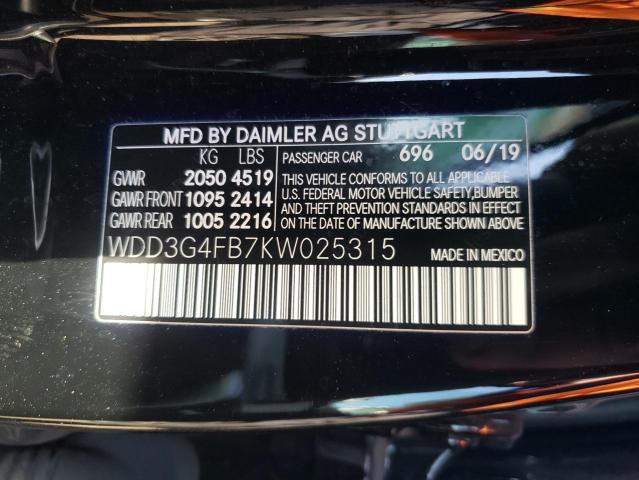 MFD BY DAIMLER AG STUTTGART
KG LBS PASSENGER CAR 696 06/19
GVWR 2050 4519
GAWR FRONT 1095 2414
GAWR REAR 1005 2216
THIS VEHICLE CONFORMS TO ALL APPLICABLE
U.S. FEDERAL MOTOR VEHICLE SAFETY,BUMPER
AND THEFT PREVENTION STANDARDS IN EFFECT
ON THE DATE OF MANUFACTURE SHOWN ABOVE
WDD3G4FB7KW025315 MADE IN MEXICO